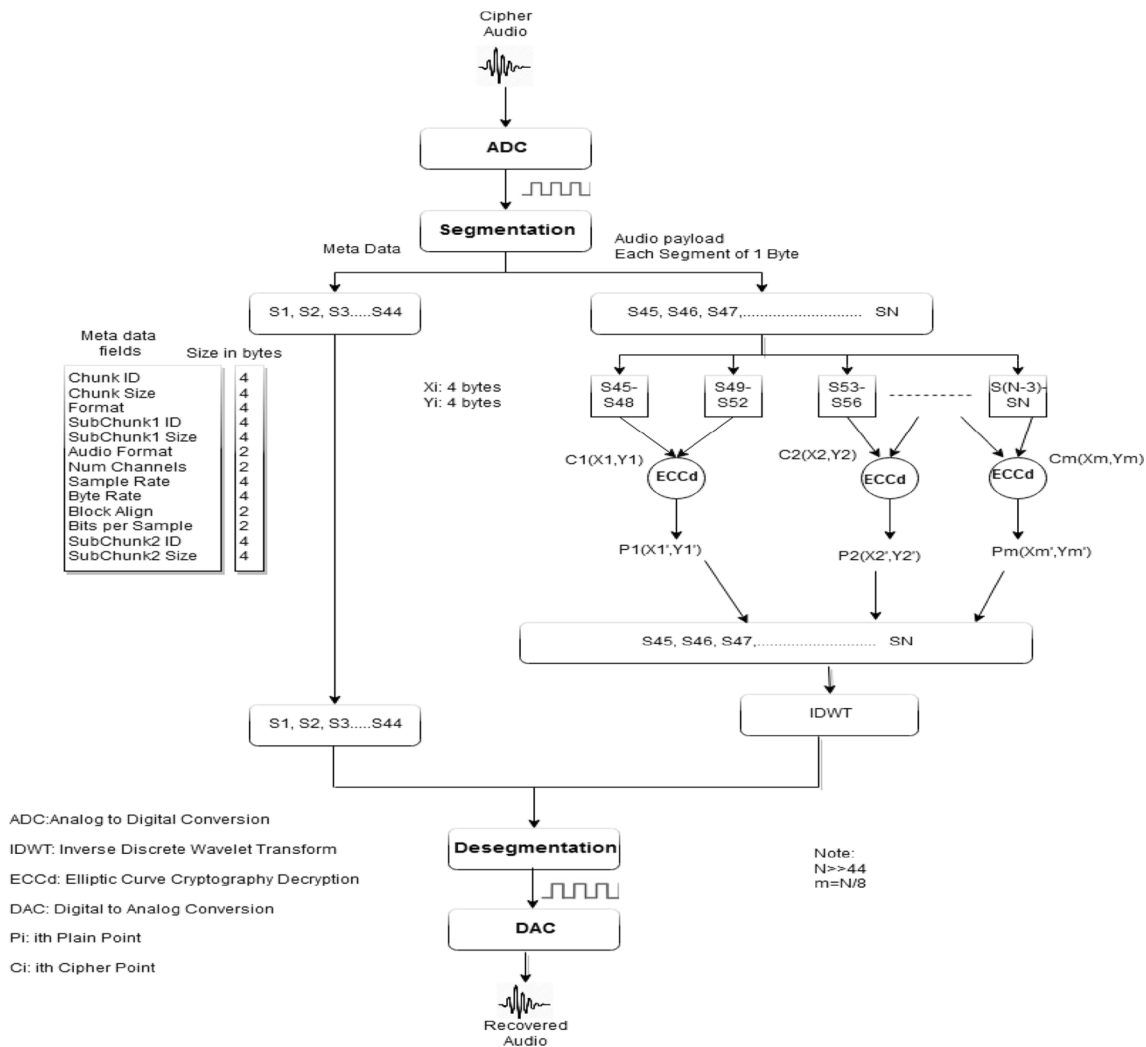 Cipher
Audio
ADC
Segmentation
Meta Data
Audio payload
Each Segment of 1 Byte
S1, S2, S3.....S44
S45, S46, S47,............................. SN
Meta data
fields
Size in bytes
Chunk ID 4
Chunk Size 4
Format 4
SubChunk1 ID 4
SubChunk1 Size 4
Audio Format 2
Num Channels 2
Sample Rate 4
Byte Rate 4
Block Align 2
Bits per Sample 2
SubChunk2 ID 4
SubChunk2 Size 4
Xi: 4 bytes
Yi: 4 bytes
S45-
S48
S49-
S52
S53-
S56
S(N-3)-
SN
C1(X1,Y1)
ECCd
C2(X2,Y2)
ECCd
Cm(Xm,Ym)
ECCd
P1(X1',Y1')
P2(X2',Y2')
Pm(Xm',Ym')
S45, S46, S47,............................. SN
S1, S2, S3.....S44
IDWT
ADC:Analog to Digital Conversion
IDWT: Inverse Discrete Wavelet Transform
ECCd: Elliptic Curve Cryptography Decryption
DAC: Digital to Analog Conversion
Pi: ith Plain Point
Ci: ith Cipher Point
Desegmentation
DAC
Recovered
Audio
Note:
N>>44
m=N/8